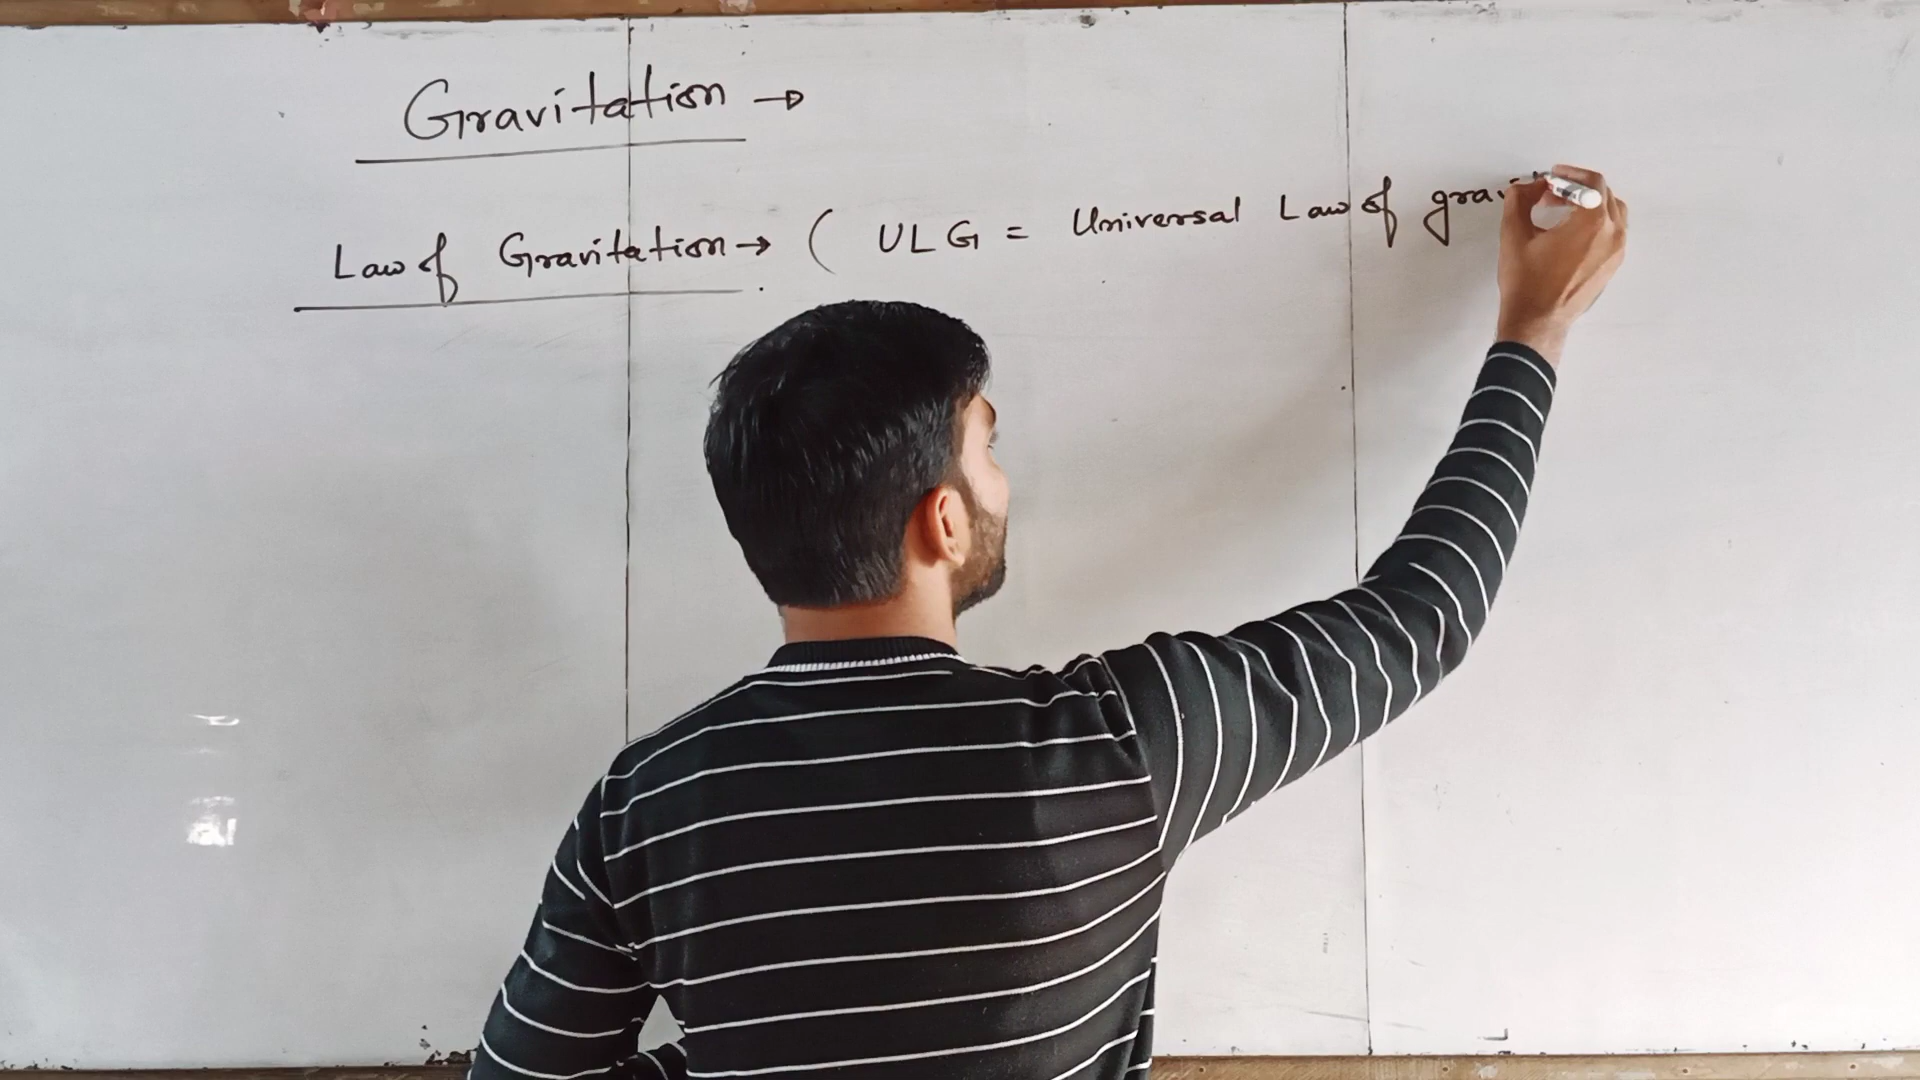 Gravitation →
Law of Gravitation → ( ULG = Universal Law of